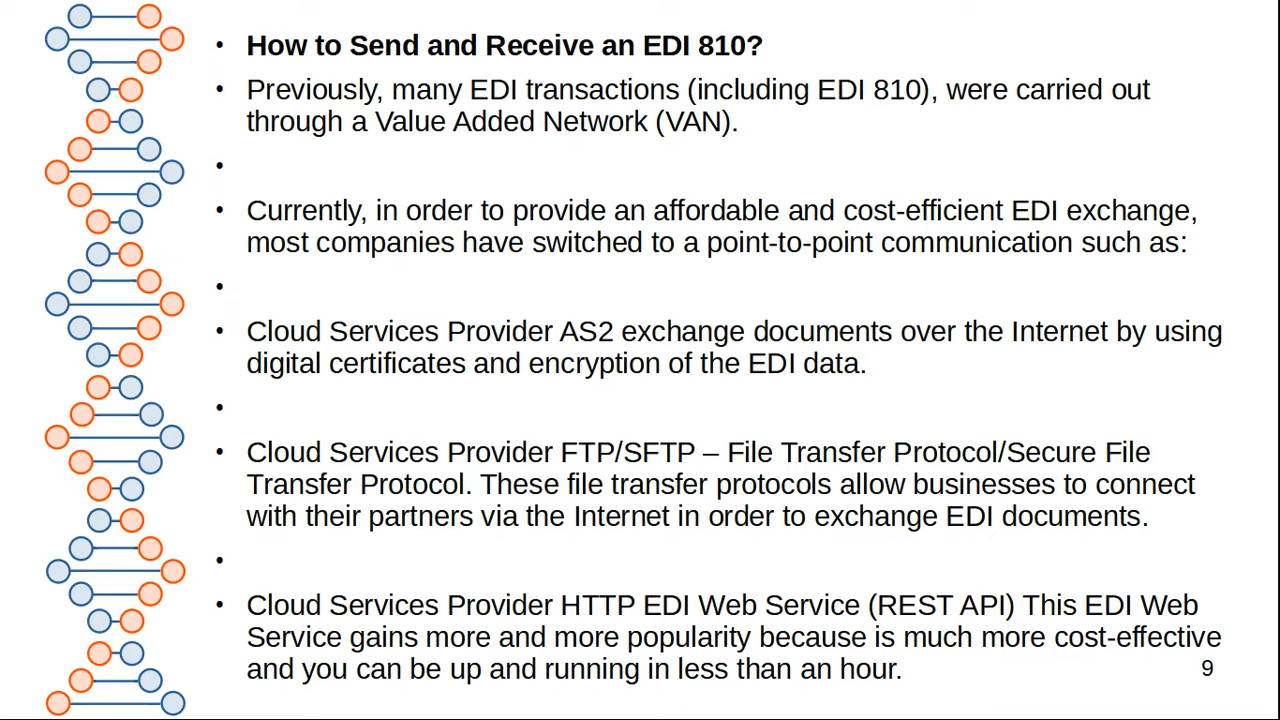 • How to Send and Receive an EDI 810?
• Previously, many EDI transactions (including EDI 810), were carried out
through a Value Added Network (VAN).
•
• Currently, in order to provide an affordable and cost-efficient EDI exchange,
most companies have switched to a point-to-point communication such as:
•
• Cloud Services Provider AS2 exchange documents over the Internet by using
digital certificates and encryption of the EDI data.
•
• Cloud Services Provider FTP/SFTP – File Transfer Protocol/Secure File
Transfer Protocol. These file transfer protocols allow businesses to connect
with their partners via the Internet in order to exchange EDI documents.
•
• Cloud Services Provider HTTP EDI Web Service (REST API) This EDI Web
Service gains more and more popularity because is much more cost-effective
and you can be up and running in less than an hour.
9